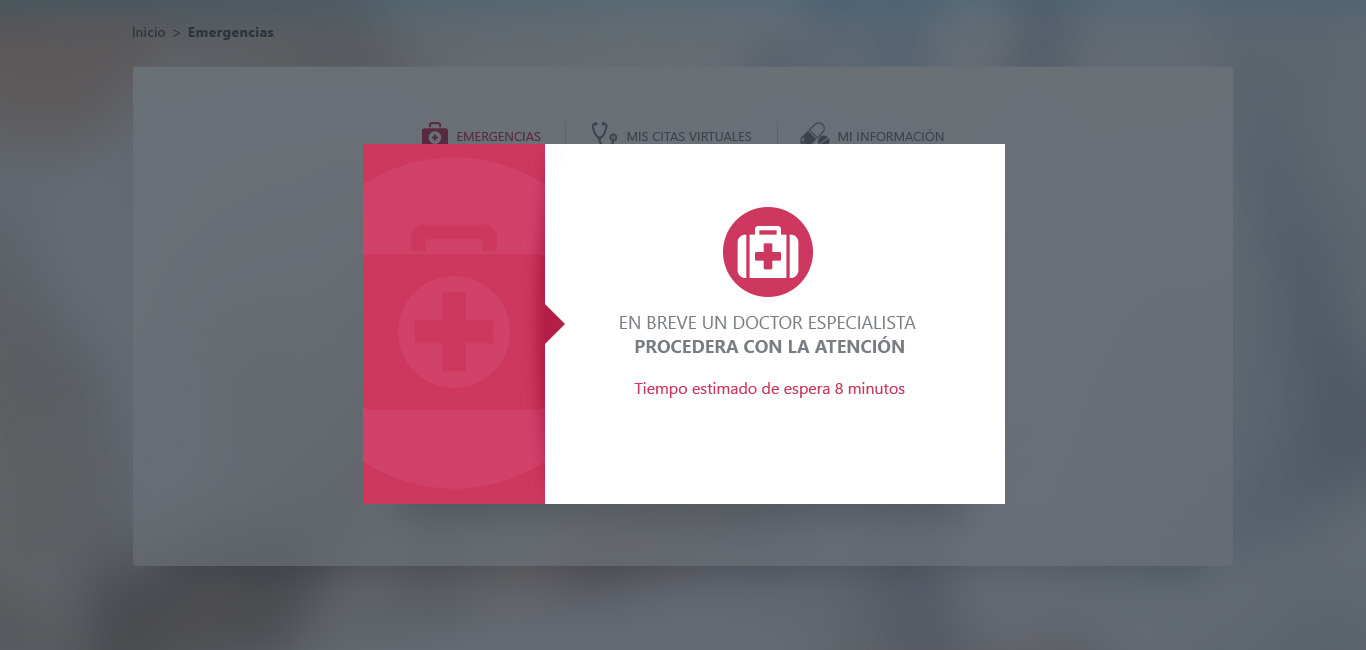 Inicio > Emergencias
EMERGENCIAS
MIS CITAS VIRTUALES
MI INFORMACIÓN
EN BREVE UN DOCTOR ESPECIALISTA
PROCEDERA CON LA ATENCIÓN
Tiempo estimado de espera 8 minutos